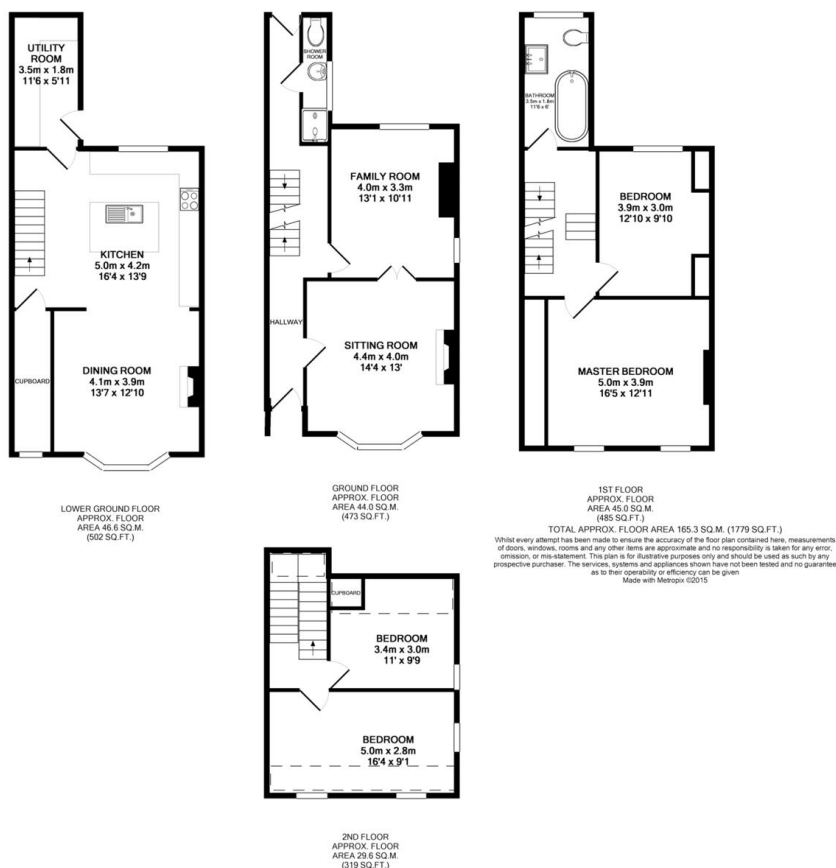 UTILITY
ROOM
3.5m x 1.8m
11'6 x 5'11
KITCHEN
5.0m x 4.2m
16'4 x 13'9
DINING ROOM
4.1m x 3.9m
13'7 x 12'10
CUPBOARD
LOWER GROUND FLOOR
APPROX. FLOOR
AREA 46.6 SQ.M.
(502 SQ.FT.)
SHOWER
ROOM
FAMILY ROOM
4.0m x 3.3m
13'1 x 10'11
HALLWAY
SITTING ROOM
4.4m x 4.0m
14'4 x 13'
GROUND FLOOR
APPROX. FLOOR
AREA 44.0 SQ.M.
(473 SQ.FT.)
BATHROOM
3.5m x 1.8m
11'6 x 6'
BEDROOM
3.9m x 3.0m
12'10 x 9'10
MASTER BEDROOM
5.0m x 3.9m
16'5 x 12'11
1ST FLOOR
APPROX. FLOOR
AREA 45.0 SQ.M.
(485 SQ.FT.)
TOTAL APPROX. FLOOR AREA 165.3 SQ.M. (1779 SQ.FT.)
Whilst every attempt has been made to ensure the accuracy of the floor plan contained here, measurements
of doors, windows, rooms and any other items are approximate and no responsibility is taken for any error,
omission, or mis-statement. This plan is for illustrative purposes only and should be used as such by any
prospective purchaser. The services, systems and appliances shown have not been tested and no guarantee
as to their operability or efficiency can be given
Made with Metropix ©2015
CUPBOARD
BEDROOM
3.4m x 3.0m
11' x 9'9
BEDROOM
5.0m x 2.8m
16'4 x 9'1
2ND FLOOR
APPROX. FLOOR
AREA 29.6 SQ.M.
(319 SQ.FT.)